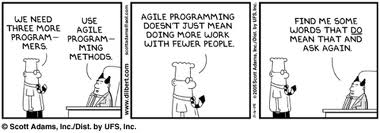 WE NEED
THREE MORE
PROGRAM-
MERS.
USE
AGILE
PROGRAM-
MING
METHODS.
AGILE PROGRAMMING
DOESN'T JUST MEAN
DOING MORE WORK
WITH FEWER PEOPLE.
FIND ME SOME
WORDS THAT DO
MEAN THAT AND
ASK AGAIN.
www.dilbert.com
scottadams@aol.com
© 2005 Scott Adams, Inc./Dist. by UFS, Inc.
© Scott Adams, Inc./Dist. by UFS, Inc.